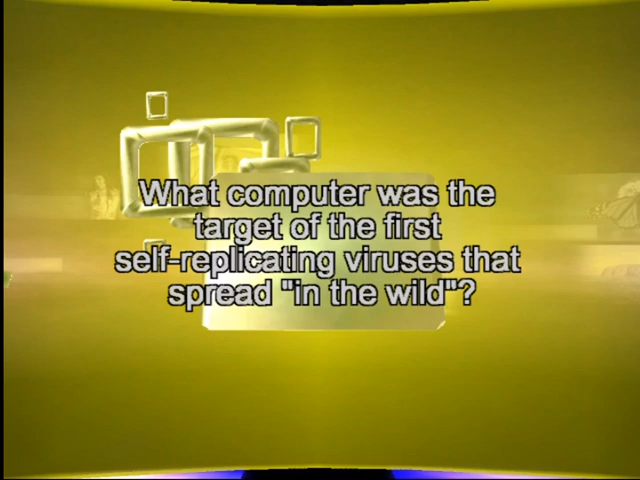 What computer was the
target of the first
self-replicating viruses that
spread "in the wild"?